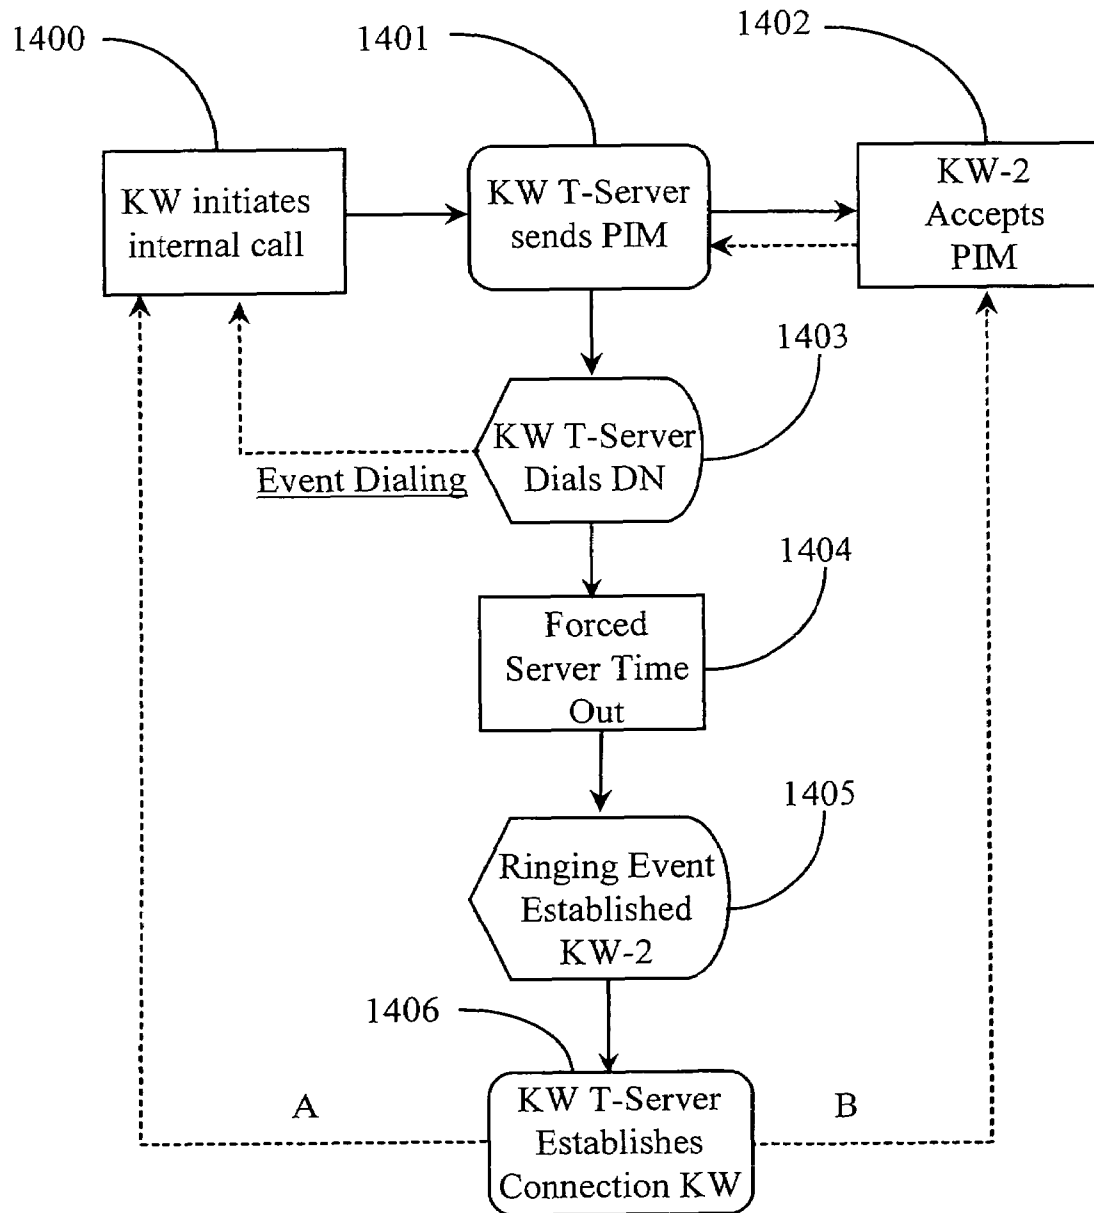 1400
1401
1402
KW initiates
internal call
KW T-Server
sends PIM
KW-2
Accepts
PIM
1403
KW T-Server
Dials DN
Event Dialing
1404
Forced
Server Time
Out
1405
Ringing Event
Established
KW-2
1406
A
KW T-Server
Establishes
Connection KW
B